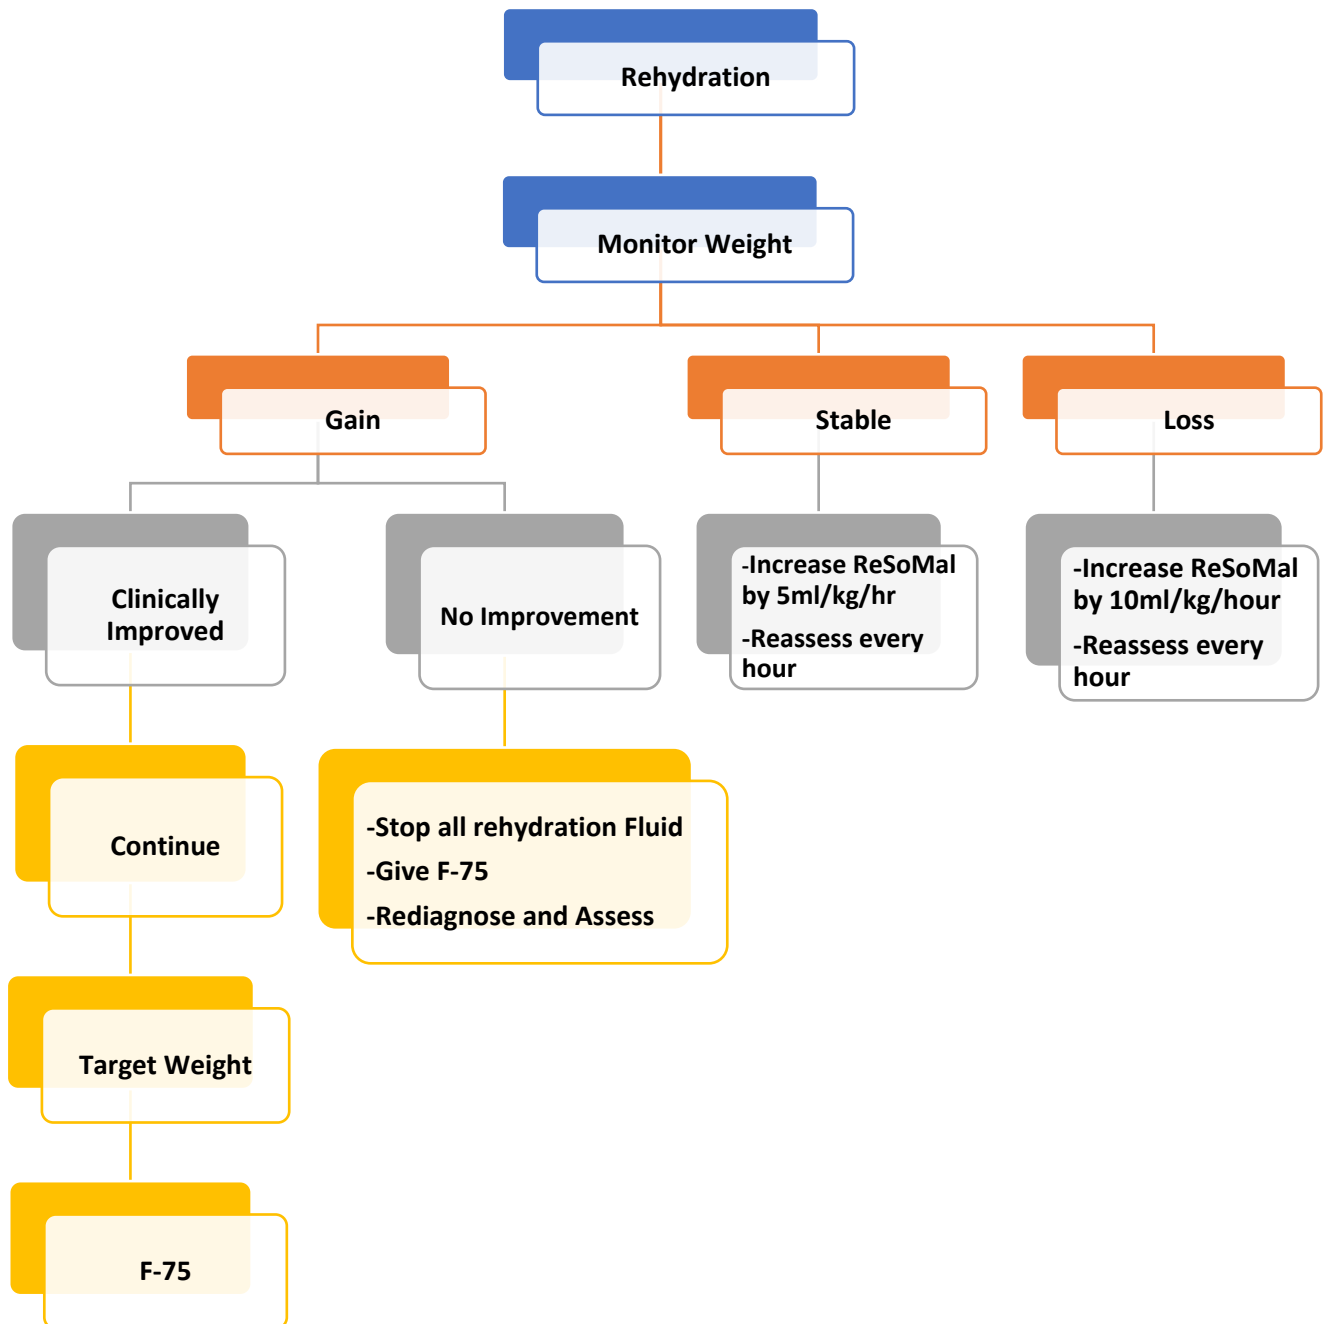 Rehydration
Monitor Weight
Gain
Stable
Loss
Clinically
Improved
No Improvement
-Increase ReSoMal
by 5ml/kg/hr
-Reassess every
hour
-Increase ReSoMal
by 10ml/kg/hour
-Reassess every
hour
Continue
-Stop all rehydration Fluid
-Give F-75
-Rediagnose and Assess
Target Weight
F-75